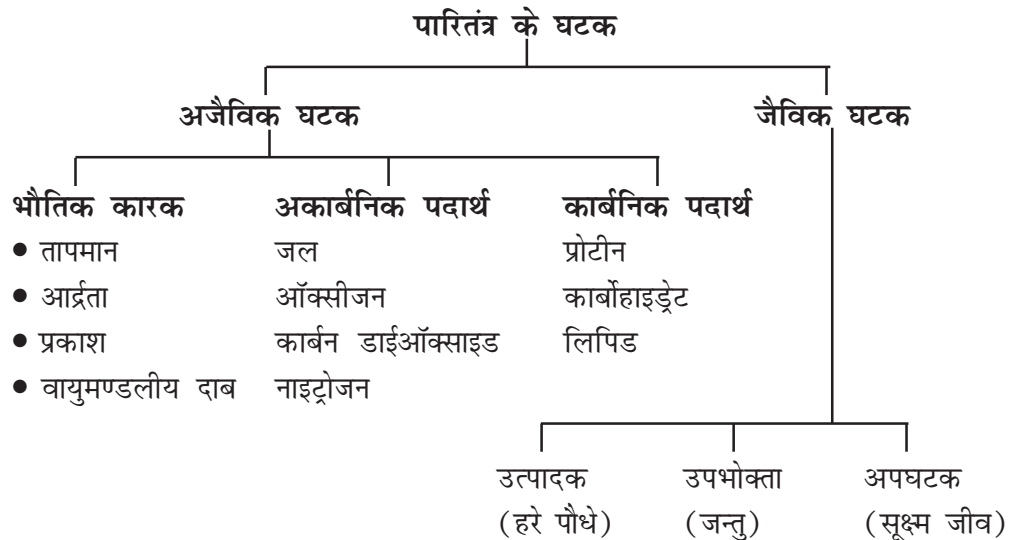 पारितंत्र के घटक
अजैविक घटक जैविक घटक
भौतिक कारक अकार्बनिक पदार्थ कार्बनिक पदार्थ
• तापमान जल प्रोटीन
• आर्द्रता ऑक्सीजन कार्बोहाइड्रेट
• प्रकाश कार्बन डाईऑक्साइड लिपिड
• वायुमण्डलीय दाब नाइट्रोजन
उत्पादक उपभोक्ता अपघटक
(हरे पौधे) (जन्तु) (सूक्ष्म जीव)